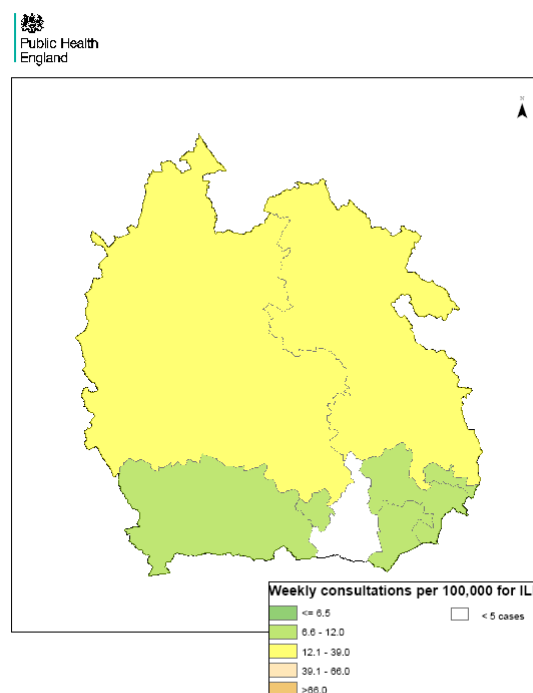 Public Health
England
N
Weekly consultations per 100,000 for IL
<= 6.5
< 5 cases
6.6 - 12.0
12.1 - 39.0
39.1 - 66.0
>66.0